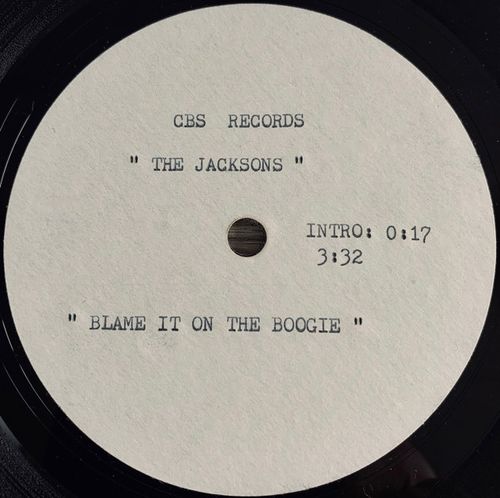 CBS RECORDS
" THE JACKSONS "
INTRO: 0:17
3:32
" BLAME IT ON THE BOOGIE "